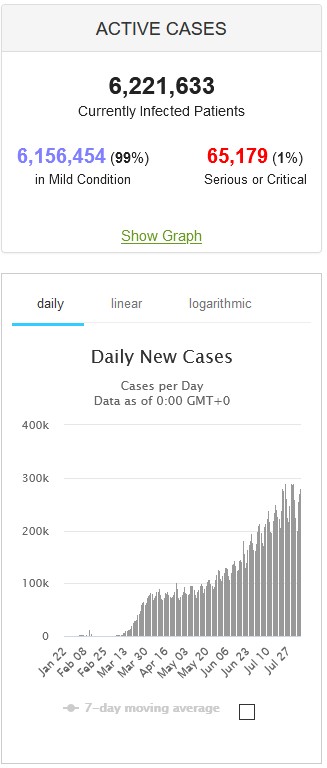 ACTIVE CASES
6,221,633
Currently Infected Patients
6,156,454 (99%)
in Mild Condition
65,179 (1%)
Serious or Critical
Show Graph
daily linear logarithmic
Daily New Cases
Cases per Day
Data as of 0:00 GMT+0
400k
300k
200k
100k
0
Jan 22 Feb 08 Feb 25 Mar 13 Mar 30 Apr 16 May 03 May 20 Jun 06 Jun 23 Jul 10 Jul 27
7-day moving average